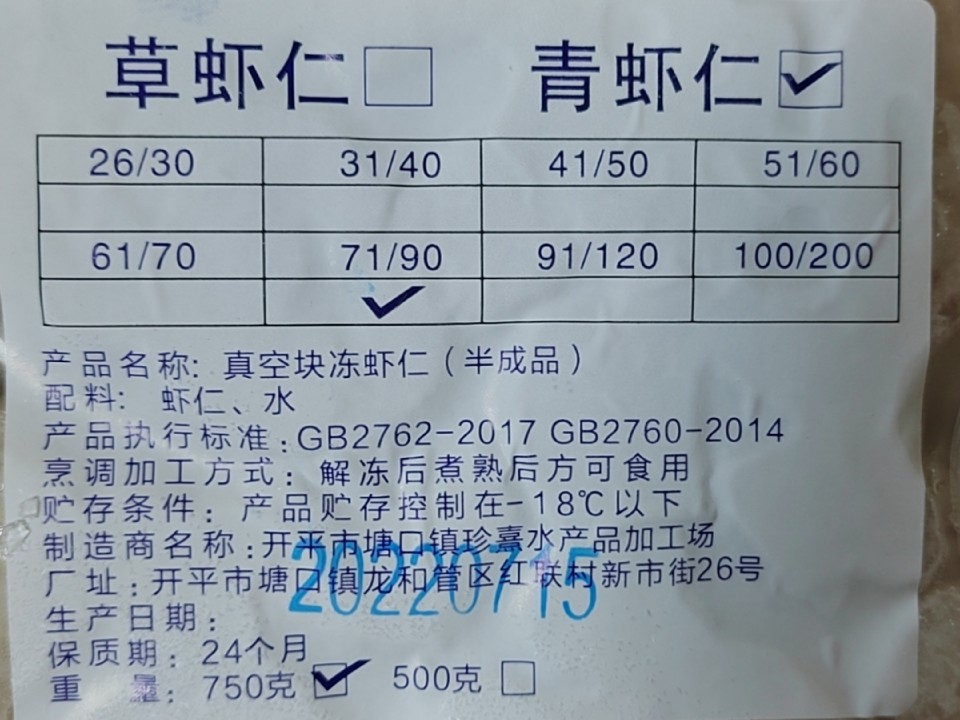 草虾仁□ 青虾仁☑
26/30 31/40 41/50 51/60
61/70 71/90 91/120 100/200
✓
产品名称: 真空块冻虾仁（半成品）
配料: 虾仁、水
产品执行标准:GB2762-2017 GB2760-2014
烹调加工方式: 解冻后煮熟后方可食用
贮存条件: 产品贮存控制在-18℃以下
制造商名称:开平市塘口镇珍嘉水产品加工场
厂址:开平市塘口镇龙和管区红联村新市街26号
20220715
生产日期:
保质期: 24个月
重量: 750克☑ 500克□